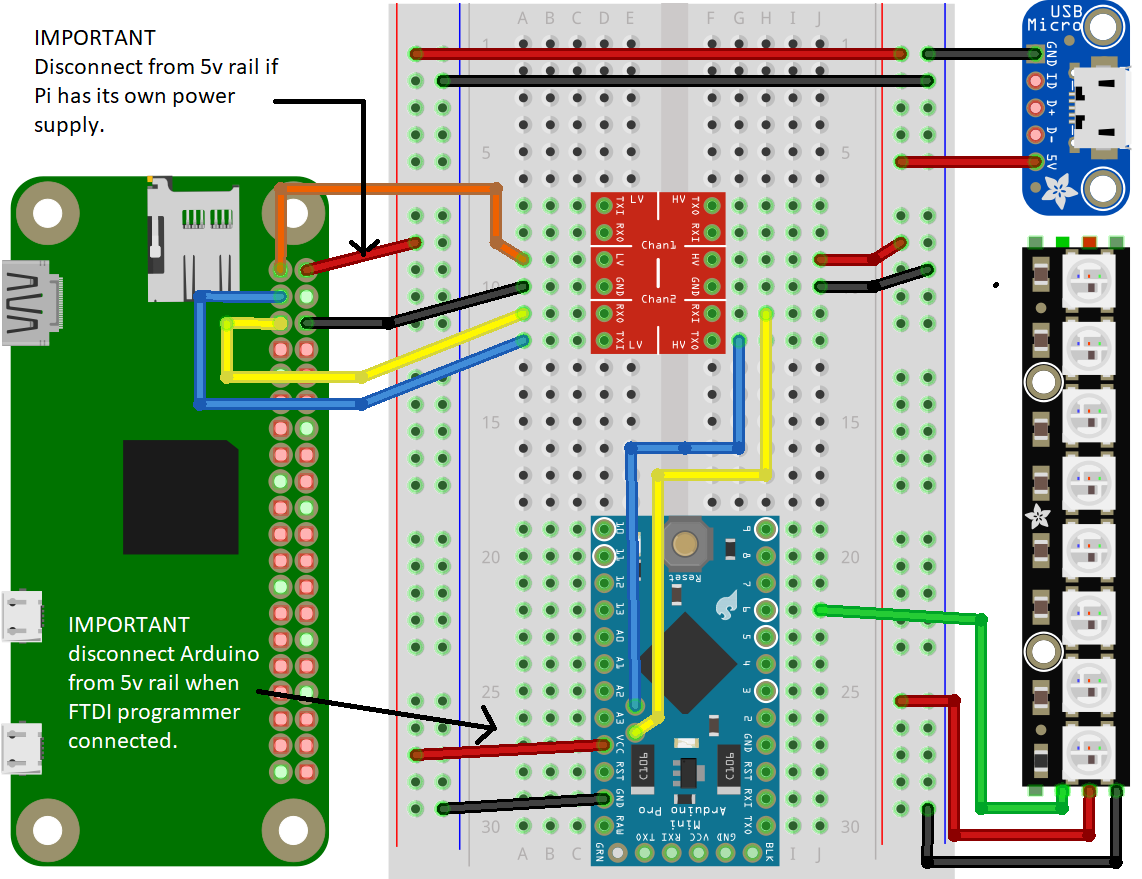 IMPORTANT
Disconnect from 5v rail if
Pi has its own power
supply.
IMPORTANT
disconnect Arduino
from 5v rail when
FTDI programmer
connected.
A B C D E F G H I J
1 1
5 5
10
15 15
20 20
25 25
30 30
A B C I J
USB
Micro
GND
ID
D+
D-
5V
TXI LV HV TXO
RXO RXI
Chan1
LV HV
GND GND
Chan2
RXO RXI
TXI LV HV TXO
10 9
11 8
12 7
13 6
A0 5
A1 4
A2 3
A3 2
VCC GND
RST RST
GND RXI
RAW TXO
Reset
C106 C106
Arduino Pro
Mini
GRN TXO RXI VCC GND BLK